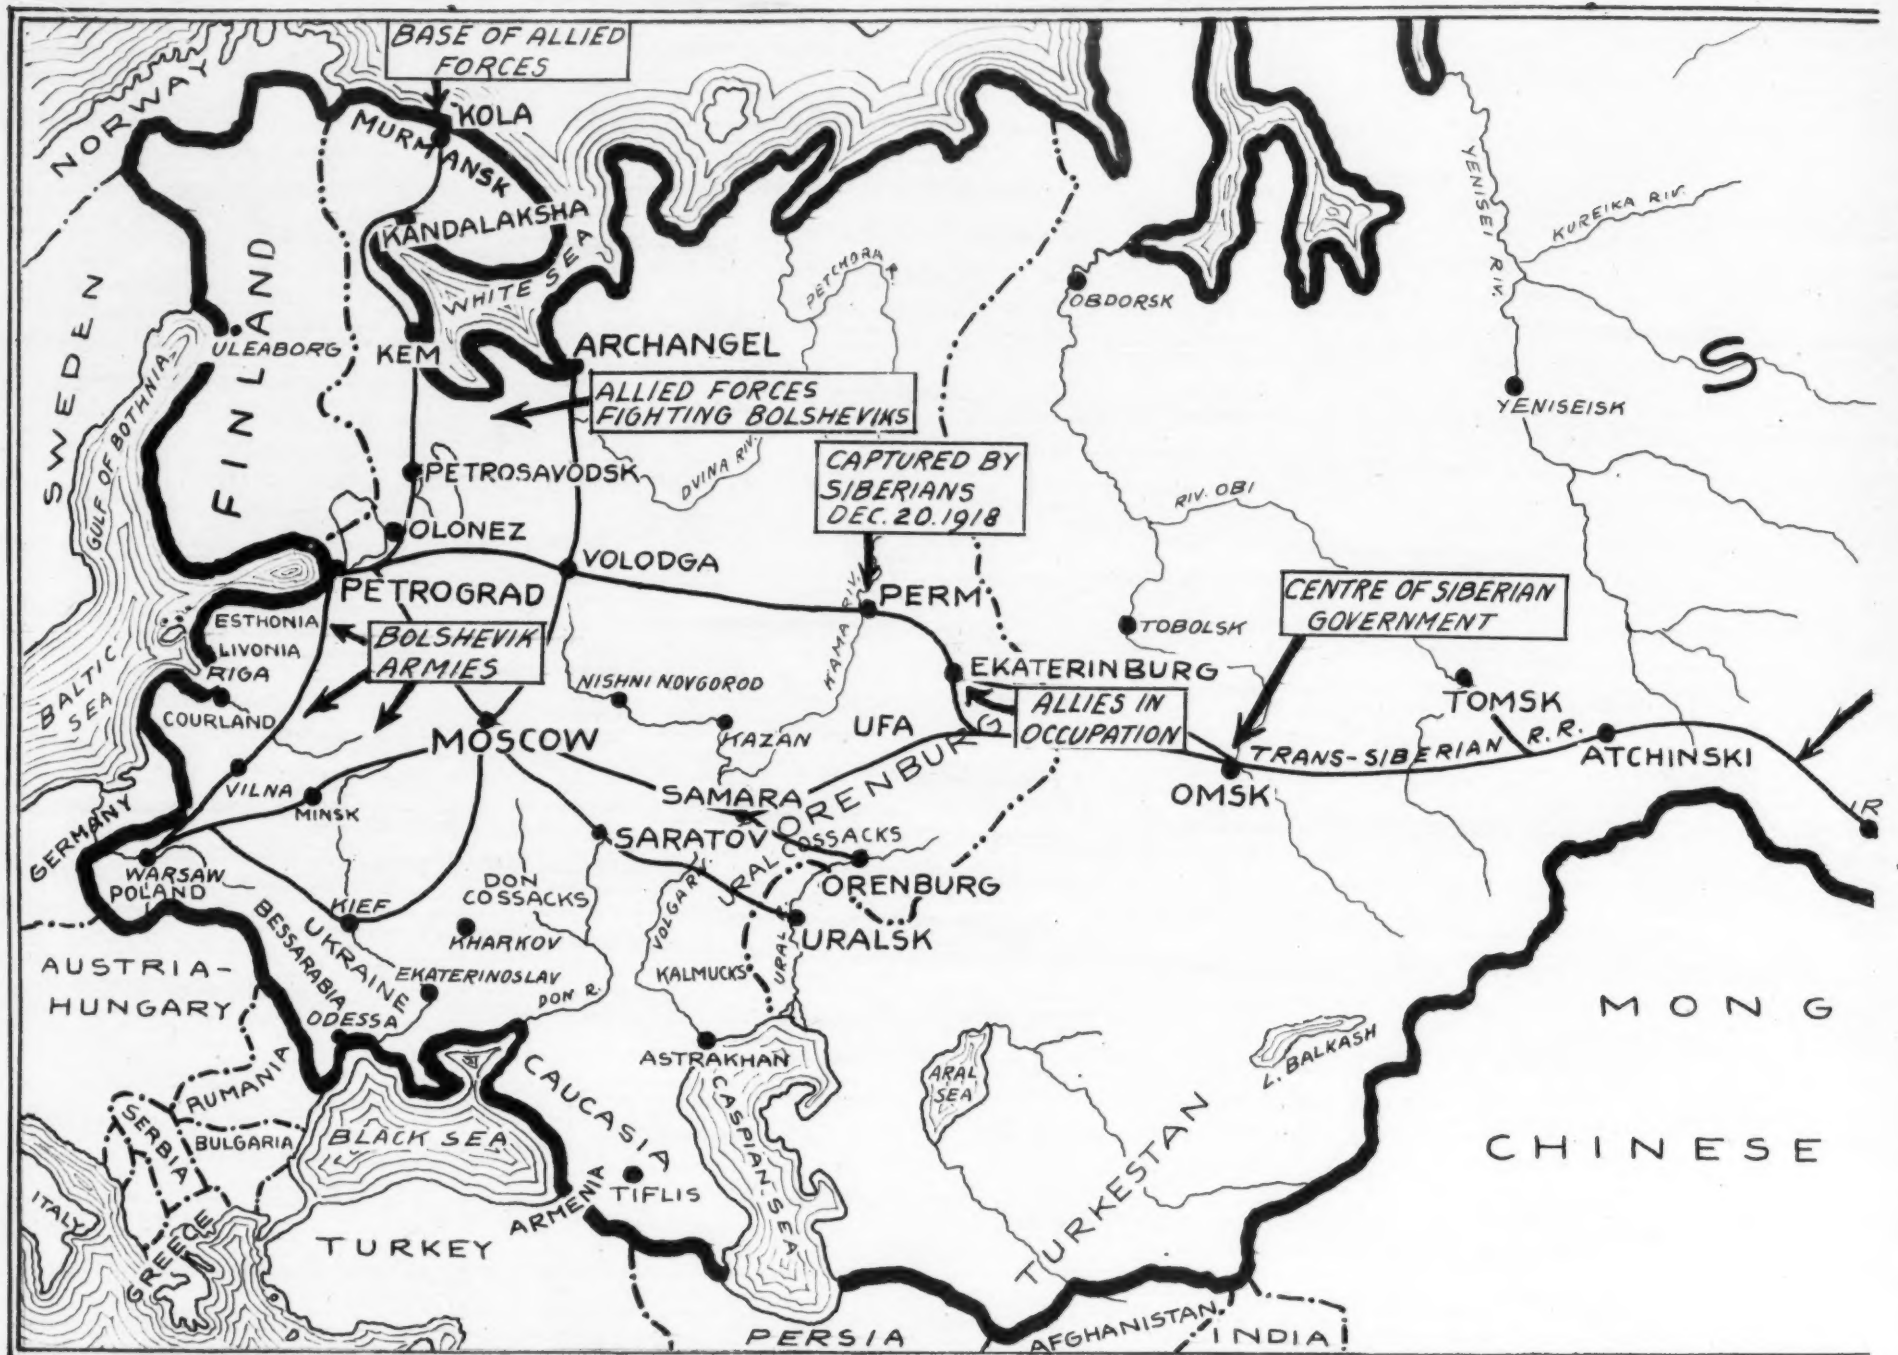 BASE OF ALLIED
FORCES
NORWAY
KOLA
MURMANSK
KANDALAKSHA
WHITE SEA
PETCHORA R.
YENISEI RIV.
KUREIKA RIV.
OBDORSK
SWEDEN
FINLAND
ULEABORG
KEM
ARCHANGEL
GULF OF BOTHNIA
ALLIED FORCES
FIGHTING BOLSHEVIKS
S
YENISEISK
PETROSAVODSK
DVINA RIV.
CAPTURED BY
SIBERIANS
DEC. 20. 1918
RIV. OBI
OLONEZ
VOLODGA
PETROGRAD
KAMA RIV.
PERM
CENTRE OF SIBERIAN
GOVERNMENT
ESTHONIA
LIVONIA
RIGA
BOLSHEVIK
ARMIES
TOBOLSK
BALTIC
SEA
COURLAND
NISHNI NOVGOROD
EKATERINBURG
ALLIES IN
OCCUPATION
TOMSK
MOSCOW
KAZAN
UFA
TRANS-SIBERIAN R.R.
ATCHINSKI
OMSK
VILNA
MINSK
SAMARA
ORENBURG
IR
GERMANY
SARATOV
URAL COSSACKS
WARSAW
POLAND
DON
COSSACKS
ORENBURG
KIEF
VOLGA R.
URALSK
KHARKOV
UKRAINE
BESSARABIA
AUSTRIA-
HUNGARY
EKATERINOSLAV
KALMUCKS
URAL
DON R.
ODESSA
MONG
ASTRAKHAN
L. BALKASH
RUMANIA
CAUCASIA
ARAL
SEA
SERBIA
BULGARIA
BLACK SEA
CASPIAN SEA
CHINESE
TURKESTAN
ITALY
TIFLIS
ARMENIA
GREECE
TURKEY
PERSIA
AFGHANISTAN
INDIA